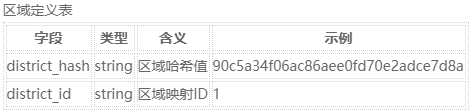 区域定义表
字段 类型 含义 示例
district_hash string 区域哈希值 90c5a34f06ac86aee0fd70e2adce7d8a
district_id string 区域映射ID 1